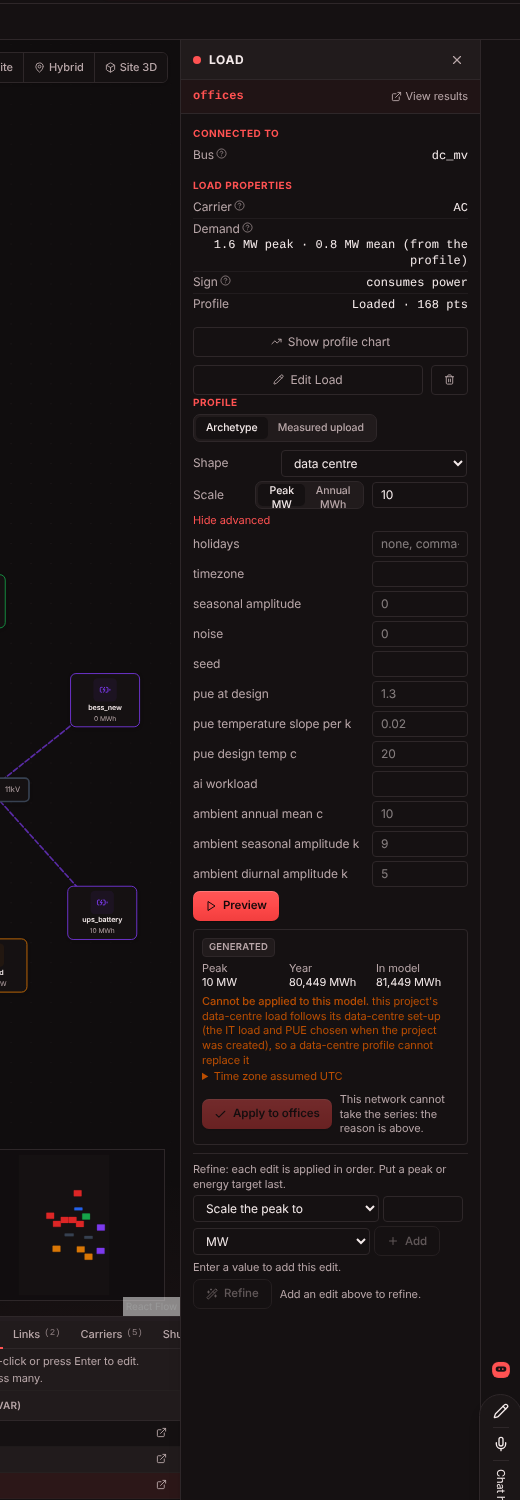 ite
Hybrid
Site 3D
LOAD
offices
View results
CONNECTED TO
Bus
dc_mv
LOAD PROPERTIES
Carrier
AC
Demand
1.6 MW peak · 0.8 MW mean (from the
profile)
Sign
consumes power
Profile
Loaded · 168 pts
Show profile chart
Edit Load
PROFILE
Archetype
Measured upload
Shape
data centre
Scale
Peak
MW
Annual
MWh
10
Hide advanced
holidays
none, comma-
timezone
seasonal amplitude
0
noise
0
seed
pue at design
1.3
pue temperature slope per k
0.02
pue design temp c
20
ai workload
ambient annual mean c
10
ambient seasonal amplitude k
9
ambient diurnal amplitude k
5
Preview
GENERATED
Peak
Year
In model
10 MW
80,449 MWh
81,449 MWh
Cannot be applied to this model. this project's
data-centre load follows its data-centre set-up
(the IT load and PUE chosen when the project
was created), so a data-centre profile cannot
replace it
Time zone assumed UTC
Apply to offices
This network cannot
take the series: the
reason is above.
Refine: each edit is applied in order. Put a peak or
energy target last.
Scale the peak to
MW
Add
Enter a value to add this edit.
Refine
Add an edit above to refine.
bess_new
0 MWh
11kV
ups_battery
10 MWh
d
W
React Flow
Links (2)
Carriers (5)
Shu
-click or press Enter to edit.
ss many.
VAR)
Chat h